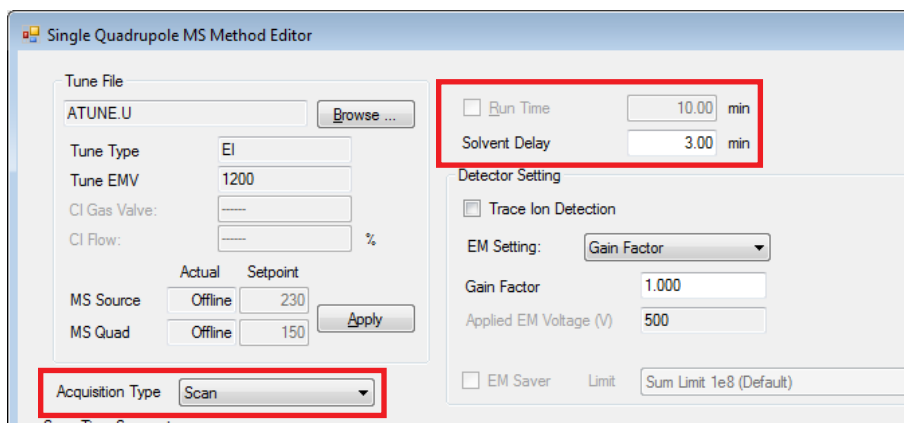 Single Quadrupole MS Method Editor
Tune File
ATUNE.U
Browse ...
Tune Type
EI
Tune EMV
1200
CI Gas Valve:
------
CI Flow:
------
%
Actual
Setpoint
MS Source
Offline
230
MS Quad
Offline
150
Apply
Acquisition Type
Scan
Run Time
10.00
min
Solvent Delay
3.00
min
Detector Setting
Trace Ion Detection
EM Setting:
Gain Factor
Gain Factor
1.000
Applied EM Voltage (V)
500
EM Saver
Limit
Sum Limit 1e8 (Default)